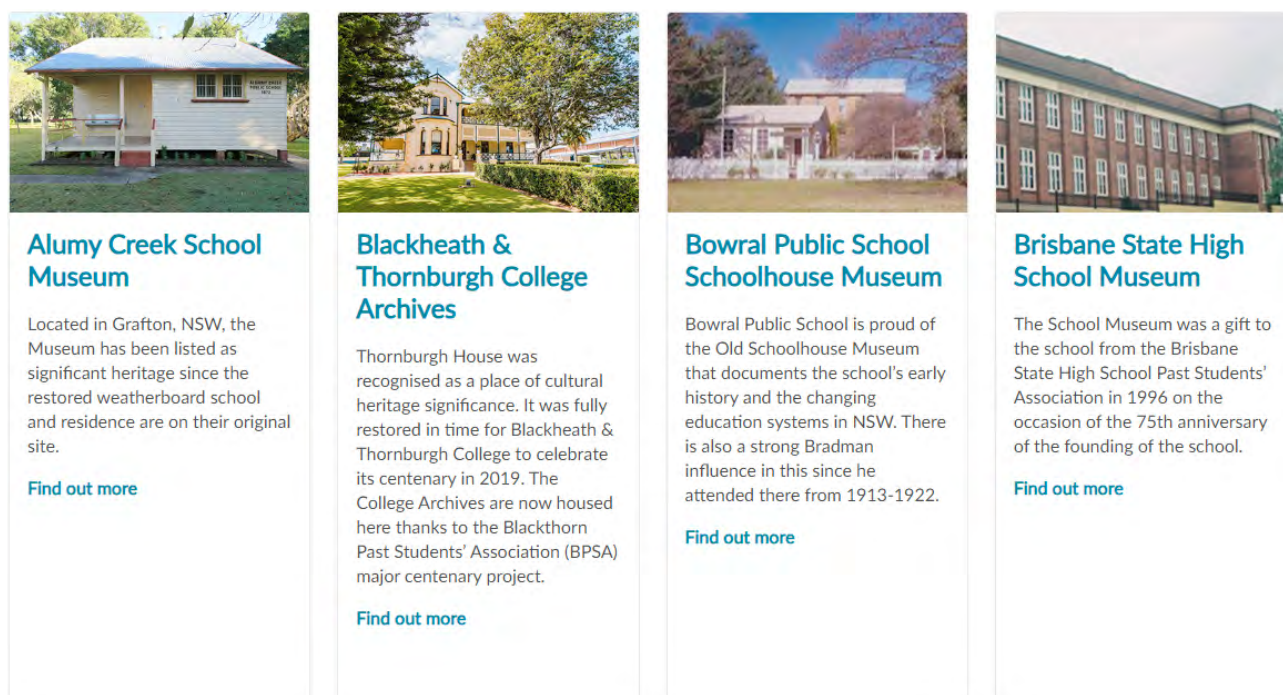 ALUMNY CREEK
PUBLIC SCHOOL
1872
Alumy Creek School
Museum
Located in Grafton, NSW, the
Museum has been listed as
significant heritage since the
restored weatherboard school
and residence are on their original
site.
Find out more
Blackheath &
Thornburgh College
Archives
Thornburgh House was
recognised as a place of cultural
heritage significance. It was fully
restored in time for Blackheath &
Thornburgh College to celebrate
its centenary in 2019. The
College Archives are now housed
here thanks to the Blackthorn
Past Students’ Association (BPSA)
major centenary project.
Find out more
Bowral Public School
Schoolhouse Museum
Bowral Public School is proud of
the Old Schoolhouse Museum
that documents the school’s early
history and the changing
education systems in NSW. There
is also a strong Bradman
influence in this since he
attended there from 1913-1922.
Find out more
Brisbane State High
School Museum
The School Museum was a gift to
the school from the Brisbane
State High School Past Students’
Association in 1996 on the
occasion of the 75th anniversary
of the founding of the school.
Find out more